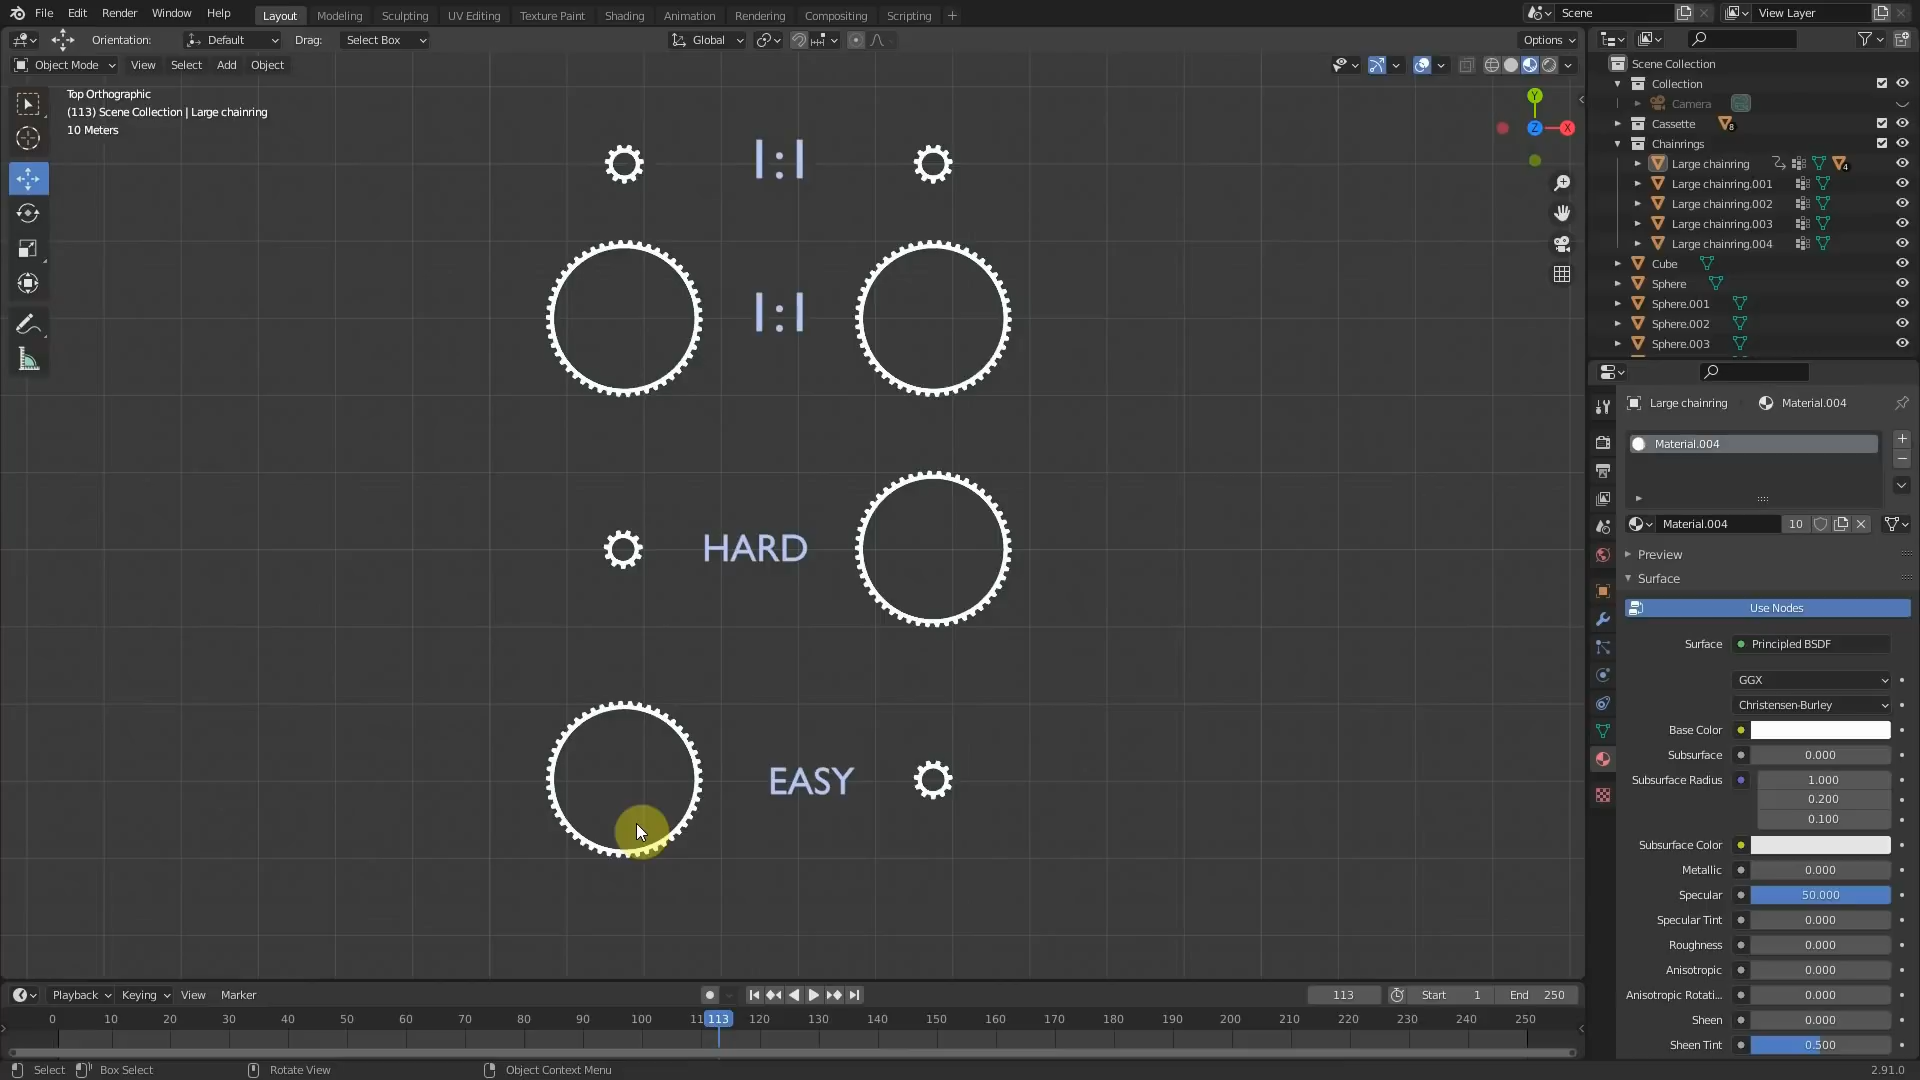 File Edit Render Window Help Layout Modeling Sculpting UV Editing Texture Paint Shading Animation Rendering Compositing Scripting + Scene View Layer
Orientation: Default Drag: Select Box Global Options
Object Mode View Select Add Object
Top Orthographic
(113) Scene Collection | Large chainring
10 Meters
Y
Z X
1:1
1:1
HARD
EASY
Scene Collection
Collection
Camera
Cassette 8
Chainrings
Large chainring 4
Large chainring.001
Large chainring.002
Large chainring.003
Large chainring.004
Cube
Sphere
Sphere.001
Sphere.002
Sphere.003
Large chainring Material.004
Material.004
Material.004 10
Preview
Surface
Use Nodes
Surface Principled BSDF
GGX
Christensen-Burley
Base Color
Subsurface 0.000
Subsurface Radius 1.000
0.200
0.100
Subsurface Color
Metallic 0.000
Specular 50.000
Specular Tint 0.000
Roughness 0.000
Anisotropic 0.000
Anisotropic Rotati... 0.000
Sheen 0.000
Sheen Tint 0.500
Playback Keying View Marker 113 Start 1 End 250
0 10 20 30 40 50 60 70 80 90 100 11 113 120 130 140 150 160 170 180 190 200 210 220 230 240 250
Select Box Select Rotate View Object Context Menu 2.91.0